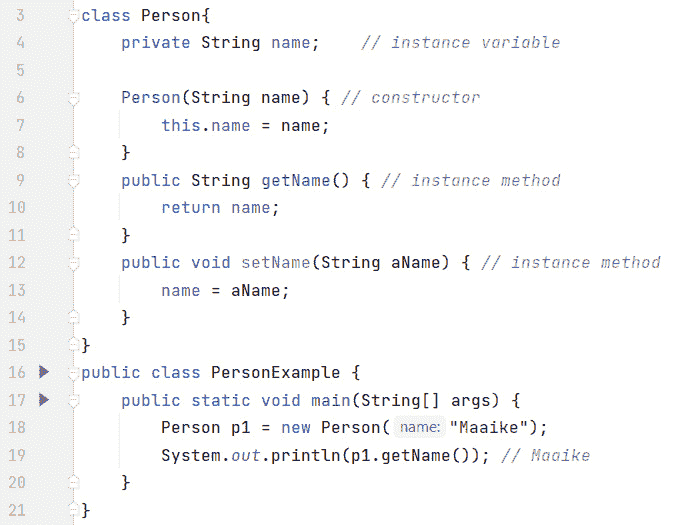 3 class Person{
4     private String name;    // instance variable
5
6     Person(String name) { // constructor
7         this.name = name;
8     }
9     public String getName() { // instance method
10         return name;
11     }
12     public void setName(String aName) { // instance method
13         name = aName;
14     }
15 }
16 public class PersonExample {
17     public static void main(String[] args) {
18         Person p1 = new Person( name: "Maaike");
19         System.out.println(p1.getName()); // Maaike
20     }
21 }